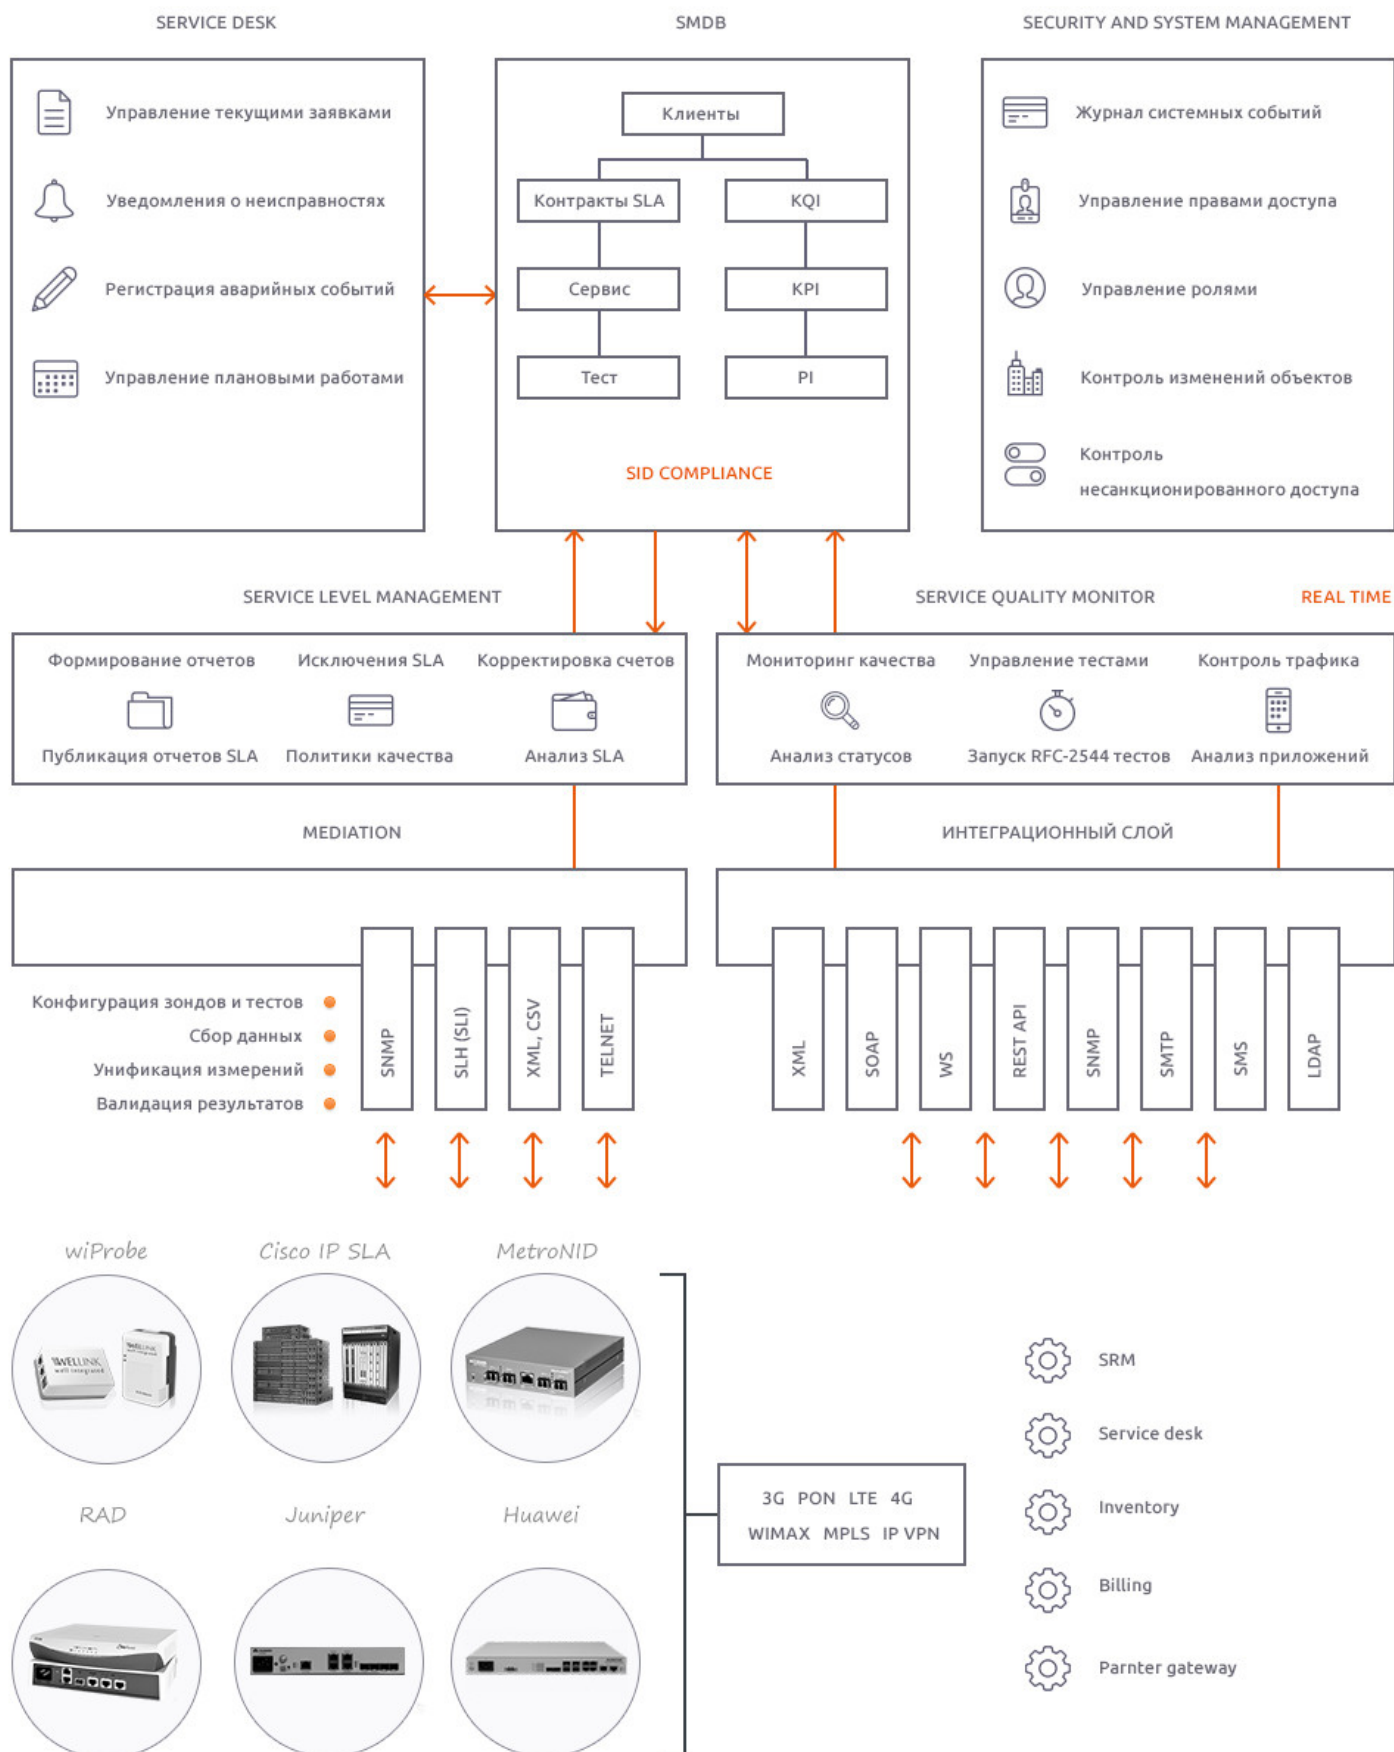 SERVICE DESK
SMDB
SECURITY AND SYSTEM MANAGEMENT
Управление текущими заявками
Уведомления о неисправностях
Регистрация аварийных событий
Управление плановыми работами
Клиенты
Контракты SLA
KQI
Сервис
KPI
Тест
PI
SID COMPLIANCE
Журнал системных событий
Управление правами доступа
Управление ролями
Контроль изменений объектов
Контроль
несанкционированного доступа
SERVICE LEVEL MANAGEMENT
SERVICE QUALITY MONITOR
REAL TIME
Формирование отчетов
Исключения SLA
Корректировка счетов
Публикация отчетов SLA
Политики качества
Анализ SLA
Мониторинг качества
Управление тестами
Контроль трафика
Анализ статусов
Запуск RFC-2544 тестов
Анализ приложений
MEDIATION
ИНТЕГРАЦИОННЫЙ СЛОЙ
Конфигурация зондов и тестов
Сбор данных
Унификация измерений
Валидация результатов
SNMP
SLH (SLI)
XML, CSV
TELNET
XML
SOAP
WS
REST API
SNMP
SMTP
SMS
LDAP
wiProbe
Cisco IP SLA
MetroNID
WELLINK
well integrated
WELLINK
well integrated
RAD
Juniper
Huawei
3G PON LTE 4G
WIMAX MPLS IP VPN
SRM
Service desk
Inventory
Billing
Parnter gateway